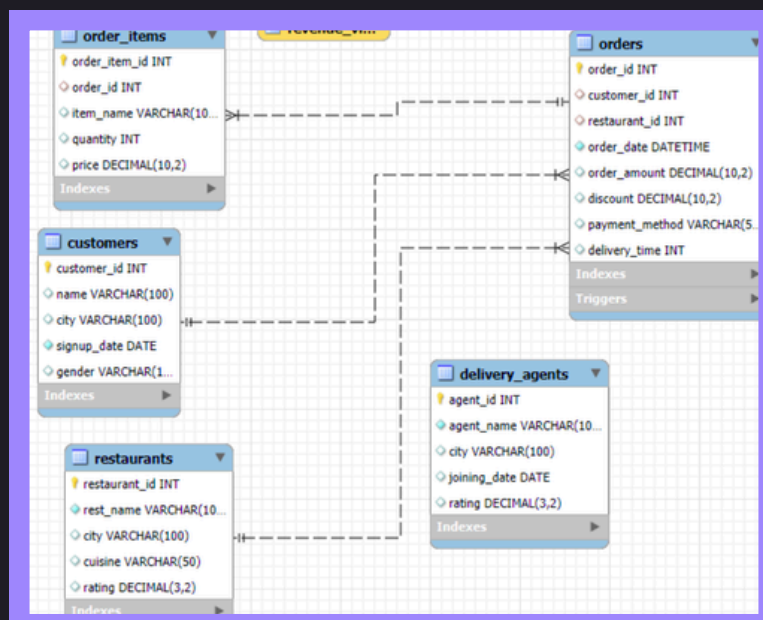 order_items
order_item_id INT
order_id INT
item_name VARCHAR(10...
quantity INT
price DECIMAL(10,2)
Indexes
revenue_vi...
orders
order_id INT
customer_id INT
restaurant_id INT
order_date DATETIME
order_amount DECIMAL(10,2)
discount DECIMAL(10,2)
payment_method VARCHAR(5...
delivery_time INT
Indexes
Triggers
customers
customer_id INT
name VARCHAR(100)
city VARCHAR(100)
signup_date DATE
gender VARCHAR(1...
Indexes
delivery_agents
agent_id INT
agent_name VARCHAR(10...
city VARCHAR(100)
joining_date DATE
rating DECIMAL(3,2)
Indexes
restaurants
restaurant_id INT
rest_name VARCHAR(10...
city VARCHAR(100)
cuisine VARCHAR(50)
rating DECIMAL(3,2)
Indexes